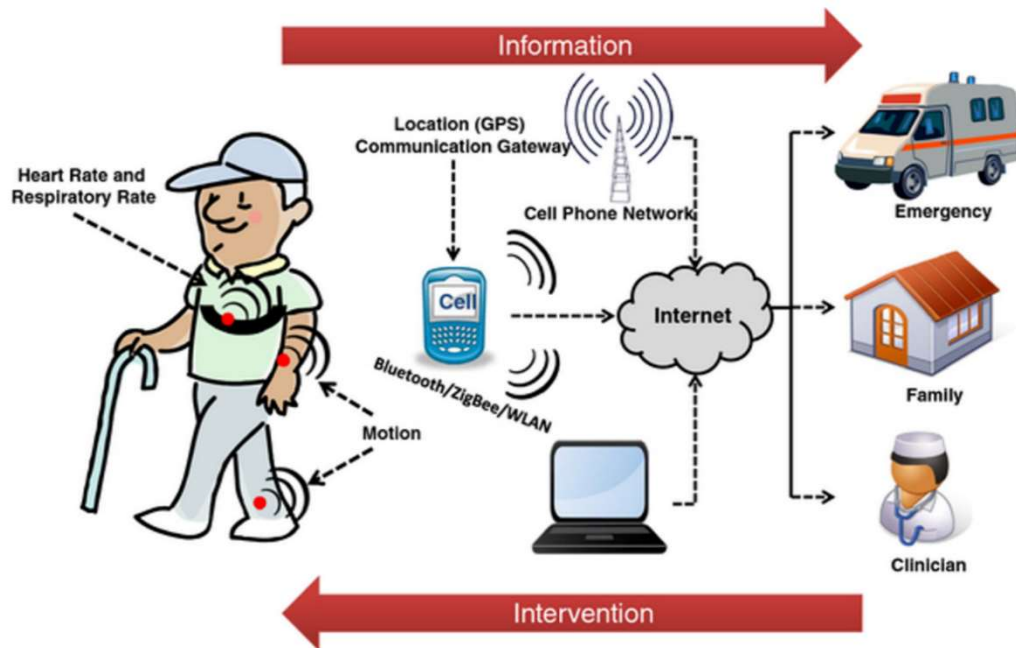 Information
Location (GPS)
Communication Gateway
Heart Rate and
Respiratory Rate
Cell Phone Network
Emergency
Cell
Internet
Bluetooth/ZigBee/WLAN
Family
Motion
Clinician
Intervention